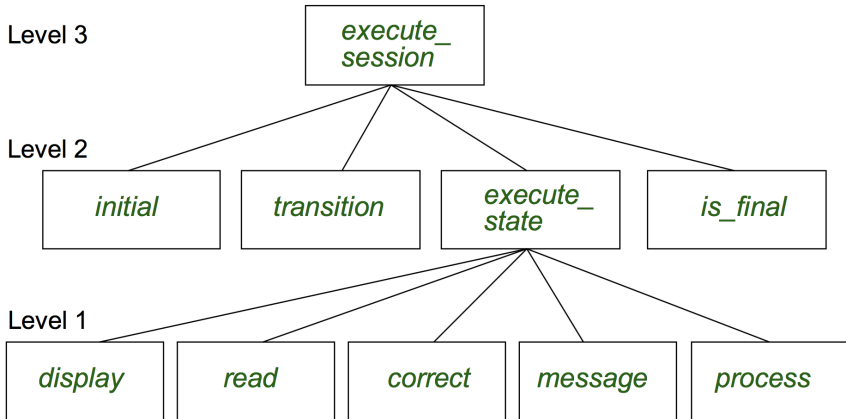 Level 3
execute_
session
Level 2
initial
transition
execute_
state
is_final
Level 1
display
read
correct
message
process